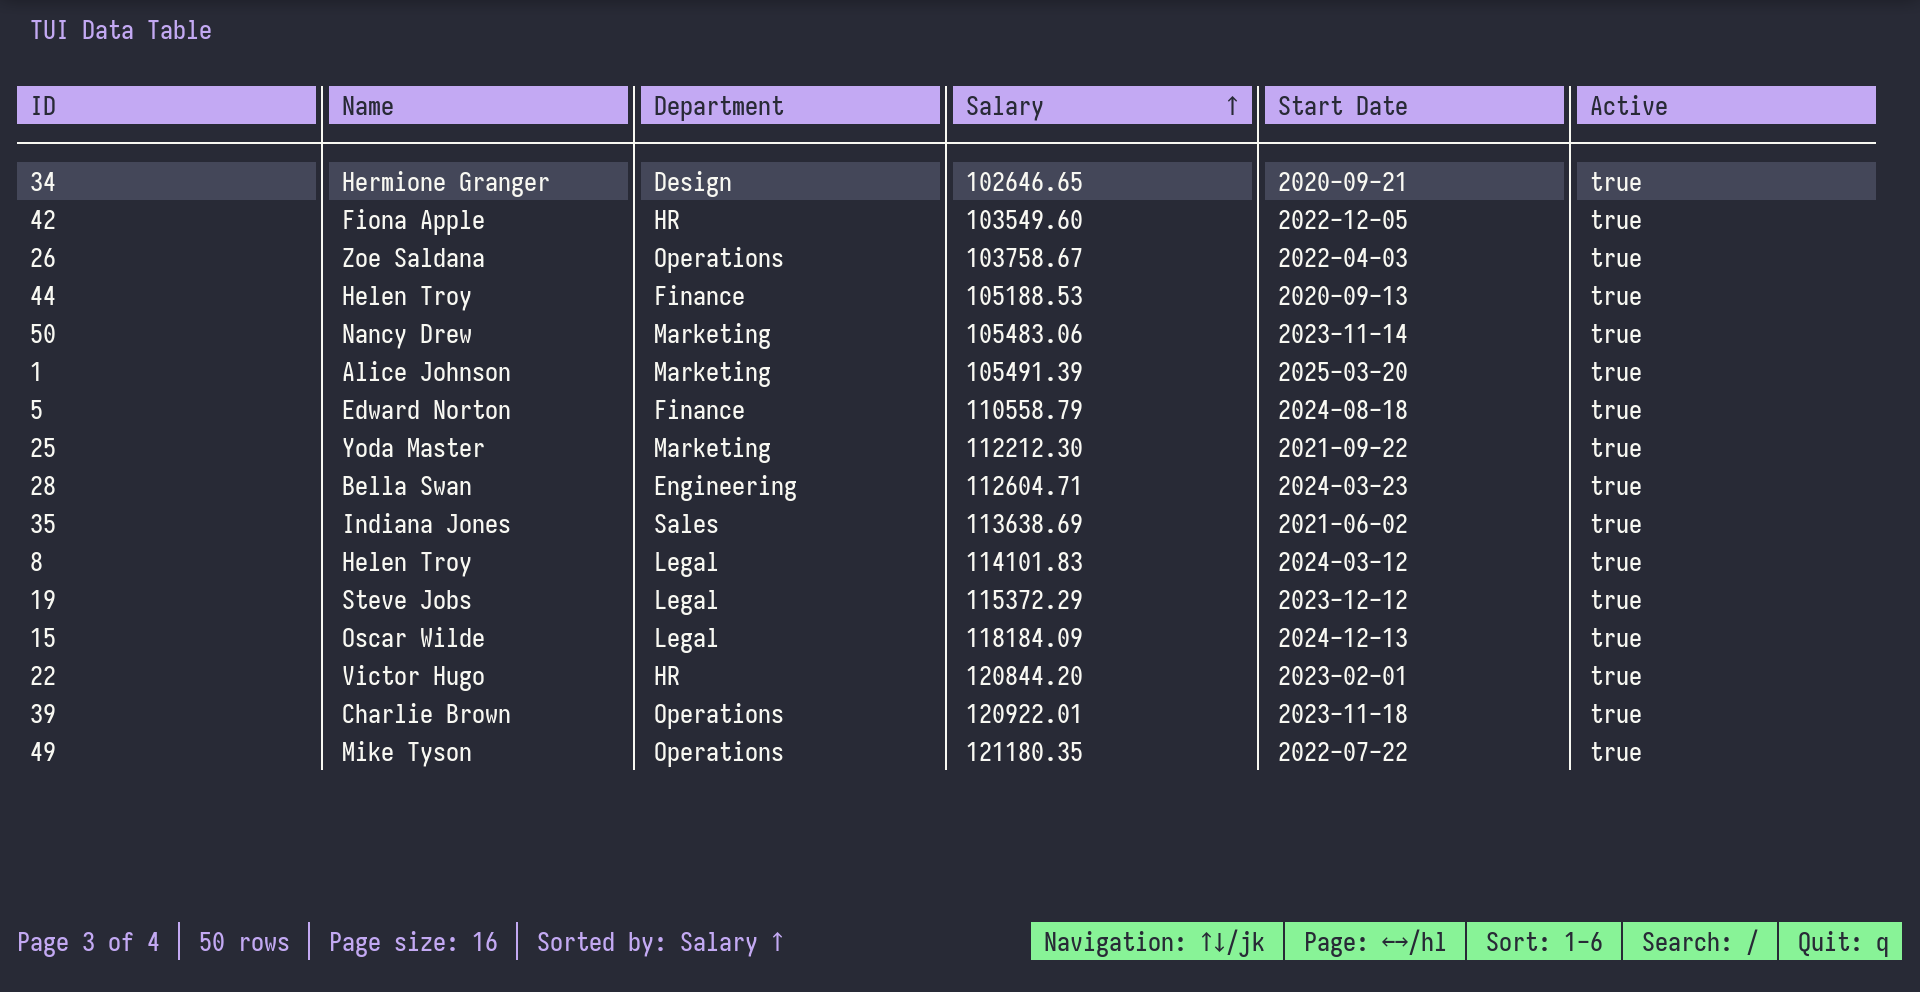 TUI Data Table
ID Name Department Salary ↑ Start Date Active
34 Hermione Granger Design 102646.65 2020-09-21 true
42 Fiona Apple HR 103549.60 2022-12-05 true
26 Zoe Saldana Operations 103758.67 2022-04-03 true
44 Helen Troy Finance 105188.53 2020-09-13 true
50 Nancy Drew Marketing 105483.06 2023-11-14 true
1 Alice Johnson Marketing 105491.39 2025-03-20 true
5 Edward Norton Finance 110558.79 2024-08-18 true
25 Yoda Master Marketing 112212.30 2021-09-22 true
28 Bella Swan Engineering 112604.71 2024-03-23 true
35 Indiana Jones Sales 113638.69 2021-06-02 true
8 Helen Troy Legal 114101.83 2024-03-12 true
19 Steve Jobs Legal 115372.29 2023-12-12 true
15 Oscar Wilde Legal 118184.09 2024-12-13 true
22 Victor Hugo HR 120844.20 2023-02-01 true
39 Charlie Brown Operations 120922.01 2023-11-18 true
49 Mike Tyson Operations 121180.35 2022-07-22 true
Page 3 of 4 │ 50 rows │ Page size: 16 │ Sorted by: Salary ↑ Navigation: ↑↓/jk │ Page: ←→/hl │ Sort: 1-6 │ Search: / │ Quit: q